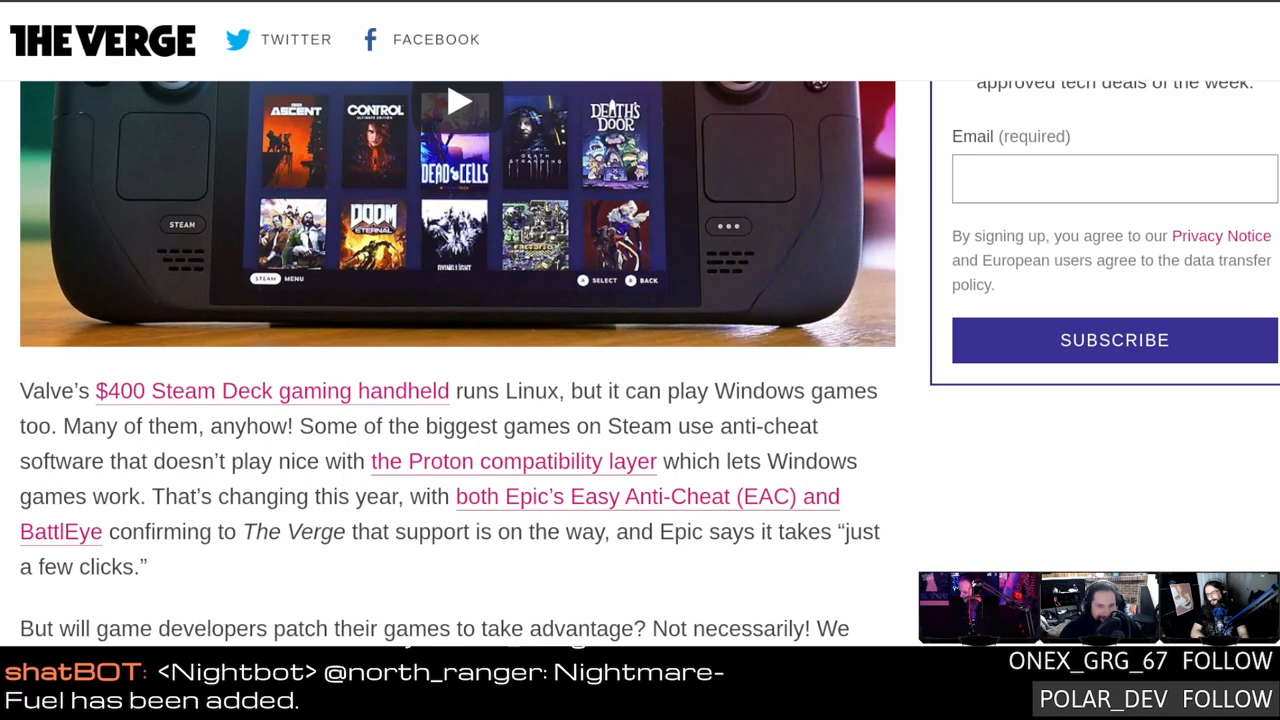 THE VERGE
TWITTER
FACEBOOK
approved tech deals of the week.
ASCENT
CONTROL
DEAD CELLS
DEATH STRANDING
DEATH'S DOOR
DOOM ETERNAL
DYING LIGHT
STEAM
STEAM MENU
A SELECT B BACK
Email (required)
By signing up, you agree to our Privacy Notice
and European users agree to the data transfer
policy.
SUBSCRIBE
Valve’s $400 Steam Deck gaming handheld runs Linux, but it can play Windows games
too. Many of them, anyhow! Some of the biggest games on Steam use anti-cheat
software that doesn’t play nice with the Proton compatibility layer which lets Windows
games work. That’s changing this year, with both Epic’s Easy Anti-Cheat (EAC) and
BattlEye confirming to The Verge that support is on the way, and Epic says it takes “just
a few clicks.”
But will game developers patch their games to take advantage? Not necessarily! We
shatBOT: <Nightbot> @north_ranger: Nightmare-
Fuel has been added.
ONEX_GRG_67 FOLLOW
POLAR_DEV FOLLOW